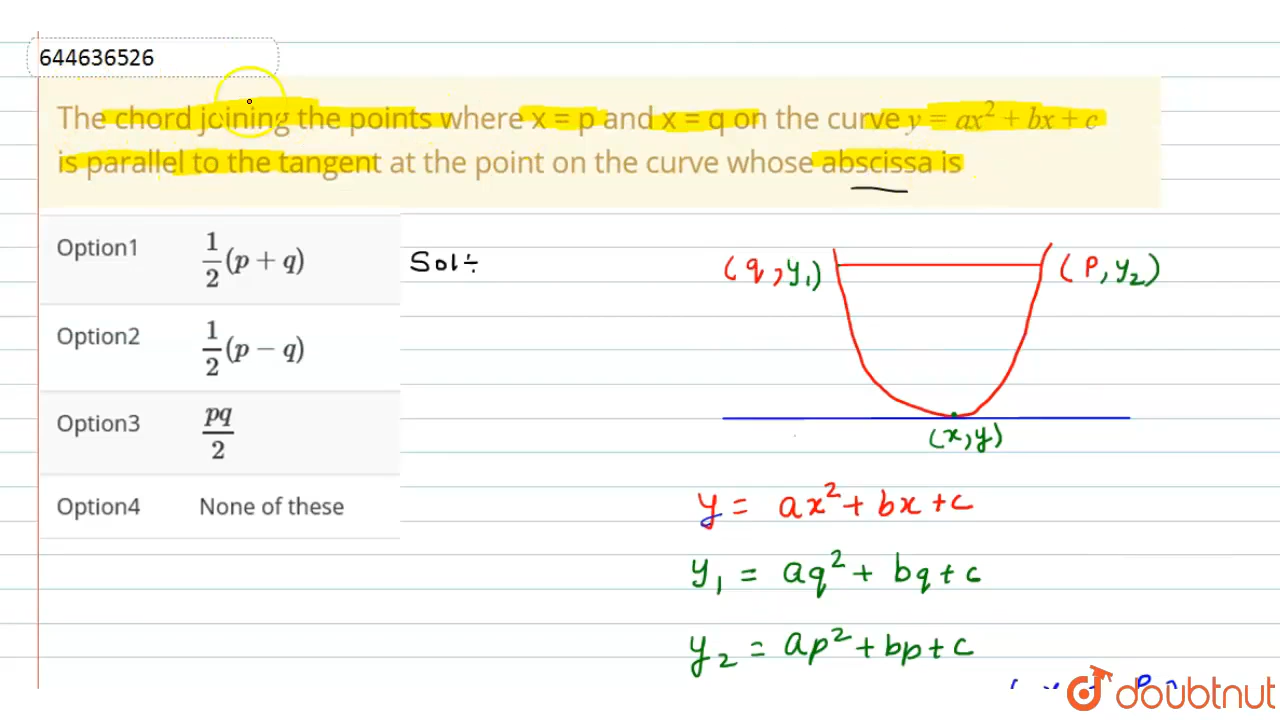 644636526
The chord joining the points where x = p and x = q on the curve y = ax² + bx + c
is parallel to the tangent at the point on the curve whose abscissa is
Option1 1/2 (p + q)
Option2 1/2 (p − q)
Option3 pq/2
Option4 None of these
Sol÷
(q, y₁) (P, y₂)
(x, y)
y = ax² + bx + c
y₁ = aq² + bq + c
y₂ = ap² + bp + c
doubtnut